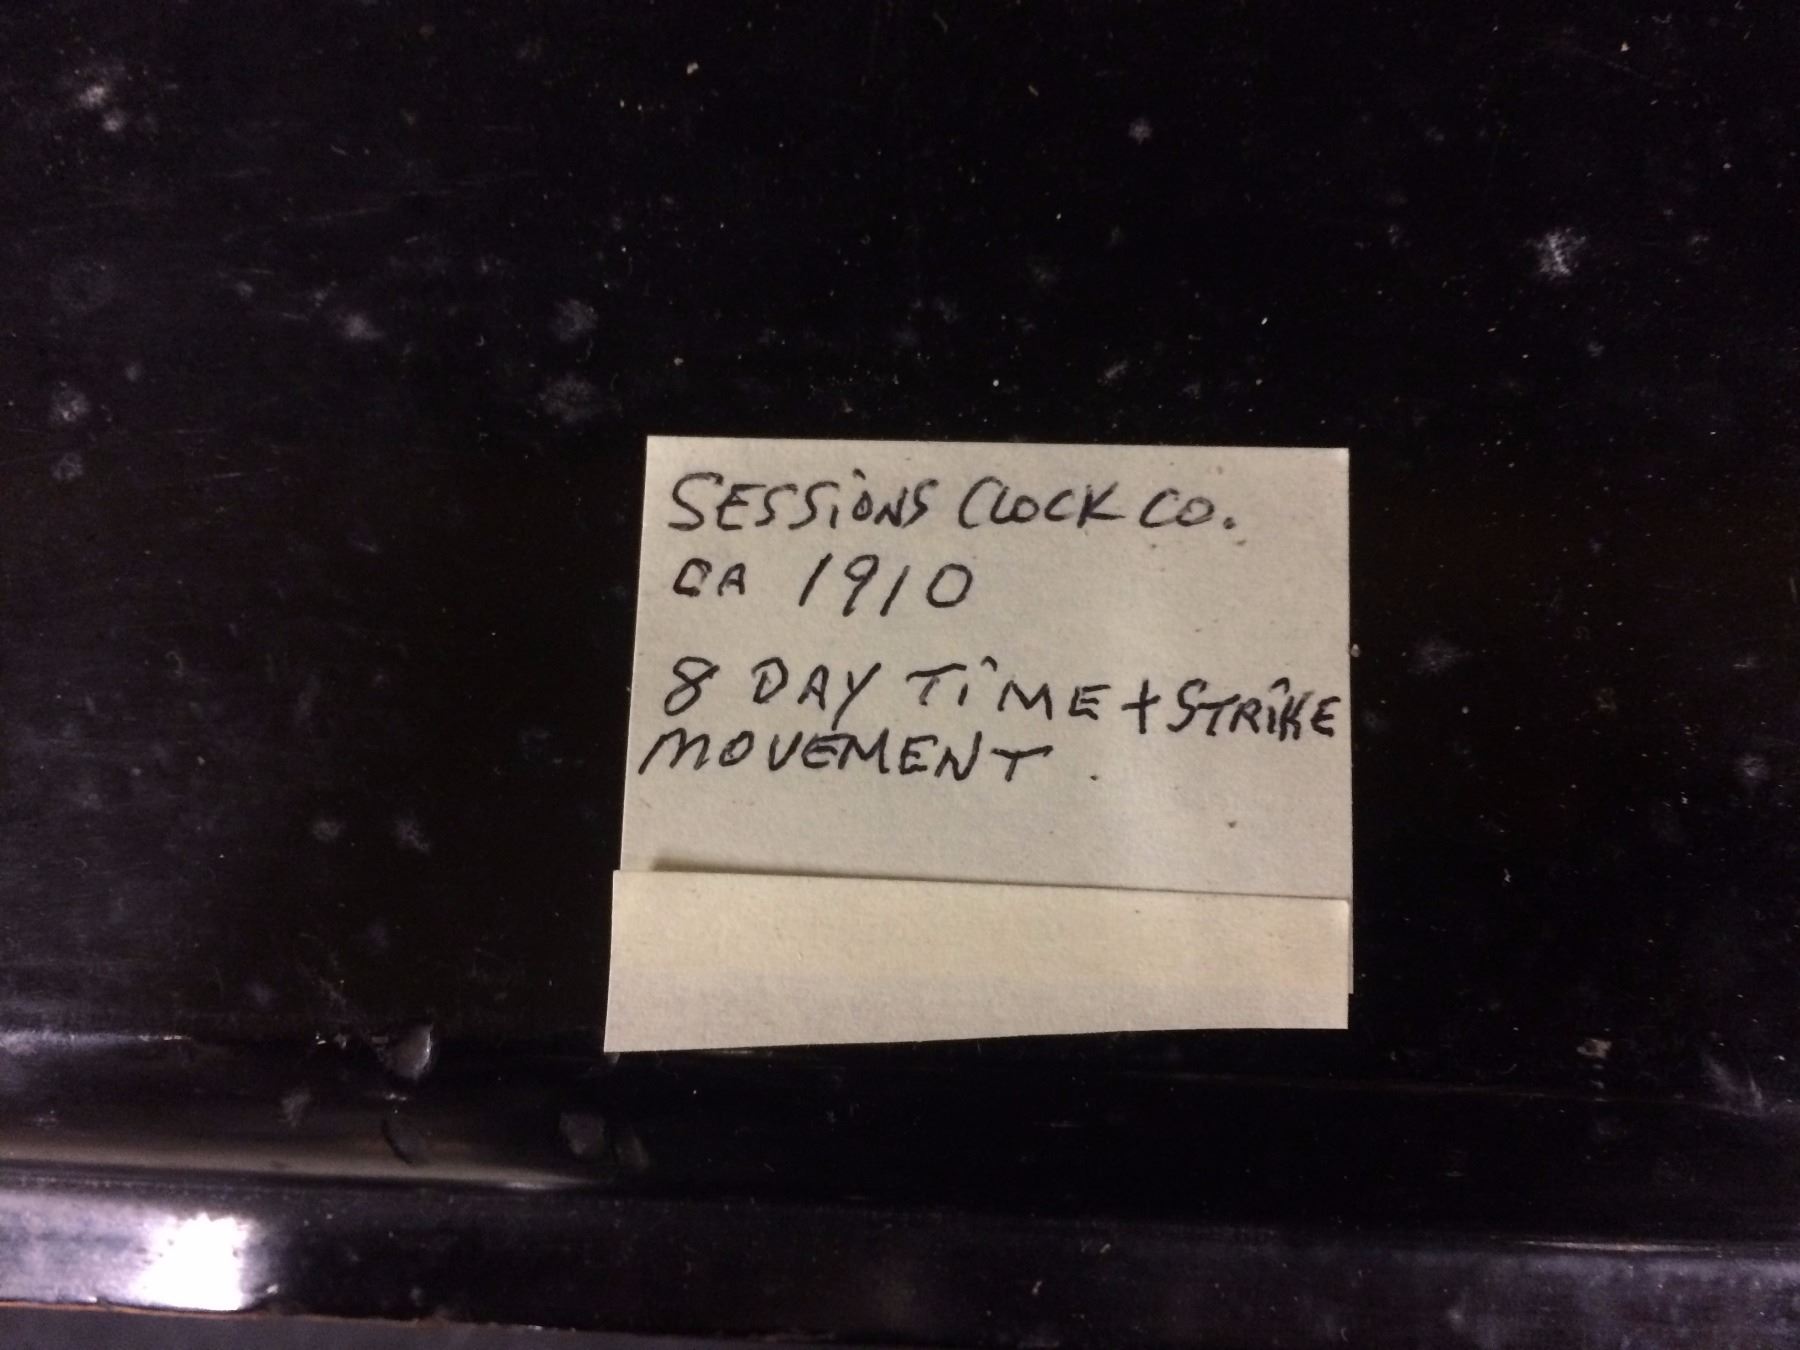 SESSiONS CLOCK CO.
CA 1910
8 DAY TiME + STRiKE
MOVEMENT.